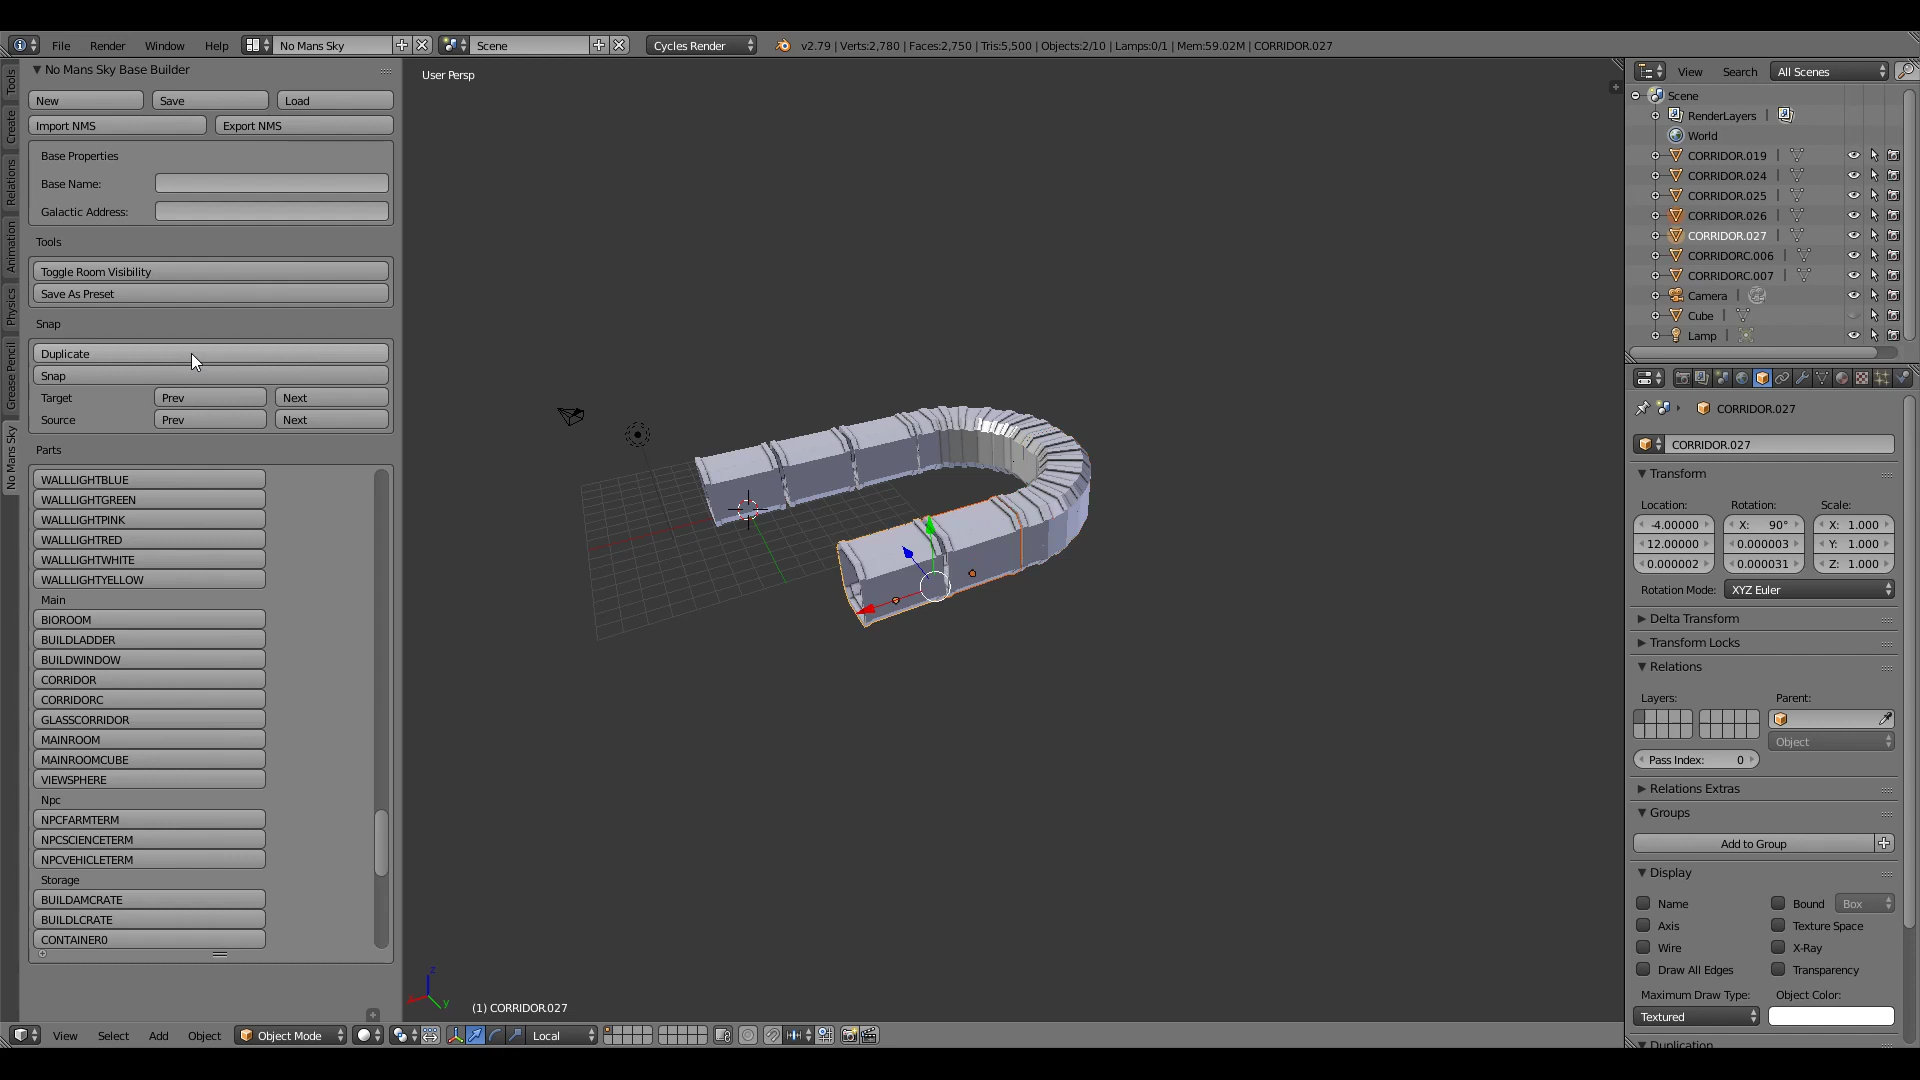 File Render Window Help No Mans Sky Scene Cycles Render v2.79 | Verts:2,780 | Faces:2,750 | Tris:5,500 | Objects:2/10 | Lamps:0/1 | Mem:59.02M | CORRIDOR.027
No Mans Sky Base Builder
New Save Load
Import NMS Export NMS
Base Properties
Base Name:
Galactic Address:
Tools
Toggle Room Visibility
Save As Preset
Snap
Duplicate
Snap
Target Prev Next
Source Prev Next
Parts
WALLLIGHTBLUE
WALLLIGHTGREEN
WALLLIGHTPINK
WALLLIGHTRED
WALLLIGHTWHITE
WALLLIGHTYELLOW
Main
BIOROOM
BUILDLADDER
BUILDWINDOW
CORRIDOR
CORRIDORC
GLASSCORRIDOR
MAINROOM
MAINROOMCUBE
VIEWSPHERE
Npc
NPCFARMTERM
NPCSCIENCETERM
NPCVEHICLETERM
Storage
BUILDAMCRATE
BUILDLCRATE
CONTAINER0
Tools
Create
Relations
Animation
Physics
Grease Pencil
No Mans Sky
User Persp
z
y
(1) CORRIDOR.027
View Select Add Object Object Mode Local
View Search All Scenes
Scene
RenderLayers |
World
CORRIDOR.019 |
CORRIDOR.024 |
CORRIDOR.025 |
CORRIDOR.026 |
CORRIDOR.027 |
CORRIDORC.006 |
CORRIDORC.007 |
Camera |
Cube |
Lamp |
CORRIDOR.027
CORRIDOR.027
Transform
Location: Rotation: Scale:
-4.00000 X: 90° X: 1.000
12.00000 0.000003 Y: 1.000
0.000002 0.000031 Z: 1.000
Rotation Mode: XYZ Euler
Delta Transform
Transform Locks
Relations
Layers: Parent:
Object
Pass Index: 0
Relations Extras
Groups
Add to Group
Display
Name Bound Box
Axis Texture Space
Wire X-Ray
Draw All Edges Transparency
Maximum Draw Type: Object Color:
Textured
Duplication